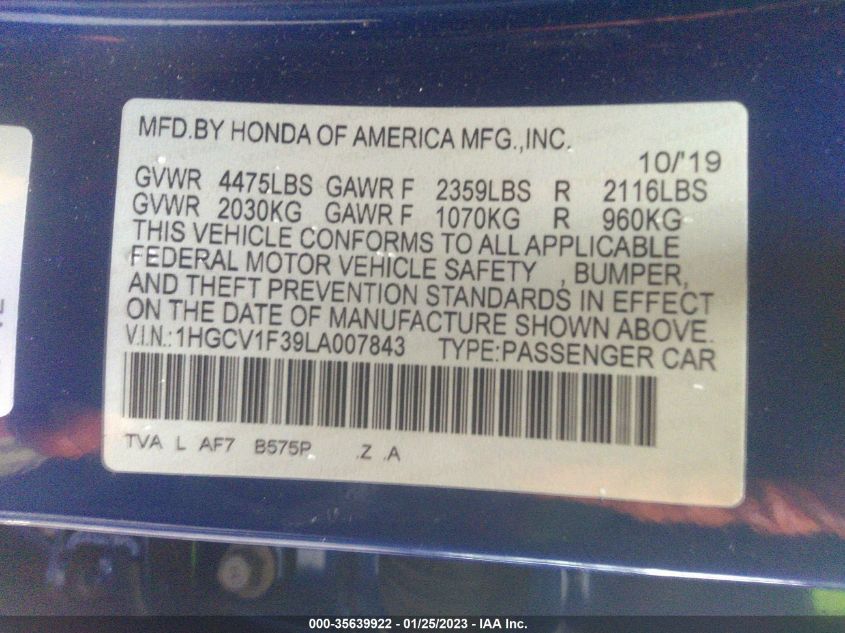 MFD.BY HONDA OF AMERICA MFG.,INC.
10/'19
GVWR 4475LBS GAWR F 2359LBS R 2116LBS
GVWR 2030KG GAWR F 1070KG R 960KG
THIS VEHICLE CONFORMS TO ALL APPLICABLE
FEDERAL MOTOR VEHICLE SAFETY , BUMPER,
AND THEFT PREVENTION STANDARDS IN EFFECT
ON THE DATE OF MANUFACTURE SHOWN ABOVE.
V.I.N.:1HGCV1F39LA007843 TYPE:PASSENGER CAR
TVA L AF7 B575P .Z .A
000-35639922 - 01/25/2023 - IAA Inc.